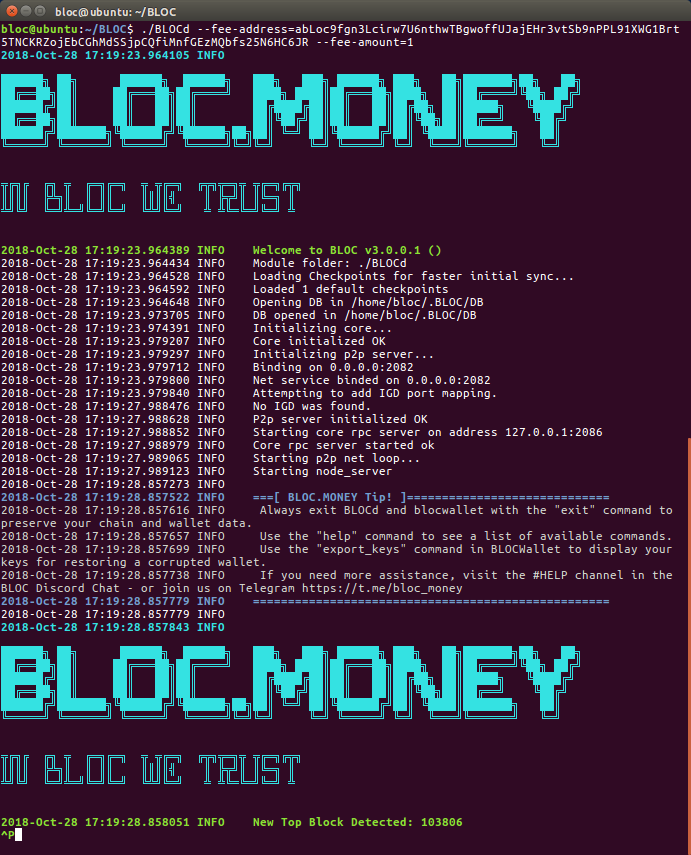 bloc@ubuntu: ~/BLOC
bloc@ubuntu:~/BLOC$ ./BLOCd --fee-address=abLoc9fgn3Lcirw7U6nthwTBgwoffUJajEHr3vtSb9nPPL91XWG1Brt
5TNCKRZojEbCGhMdSSjpCQfiMnfGEzMQbfs25N6HC6JR --fee-amount=1
2018-Oct-28 17:19:23.964105 INFO
BLOC.MONEY
IN BLOC WE TRUST
2018-Oct-28 17:19:23.964389 INFO    Welcome to BLOC v3.0.0.1 ()
2018-Oct-28 17:19:23.964434 INFO    Module folder: ./BLOCd
2018-Oct-28 17:19:23.964528 INFO    Loading Checkpoints for faster initial sync...
2018-Oct-28 17:19:23.964592 INFO    Loaded 1 default checkpoints
2018-Oct-28 17:19:23.964648 INFO    Opening DB in /home/bloc/.BLOC/DB
2018-Oct-28 17:19:23.973705 INFO    DB opened in /home/bloc/.BLOC/DB
2018-Oct-28 17:19:23.974391 INFO    Initializing core...
2018-Oct-28 17:19:23.979207 INFO    Core initialized OK
2018-Oct-28 17:19:23.979297 INFO    Initializing p2p server...
2018-Oct-28 17:19:23.979712 INFO    Binding on 0.0.0.0:2082
2018-Oct-28 17:19:23.979800 INFO    Net service binded on 0.0.0.0:2082
2018-Oct-28 17:19:23.979840 INFO    Attempting to add IGD port mapping.
2018-Oct-28 17:19:27.988476 INFO    No IGD was found.
2018-Oct-28 17:19:27.988628 INFO    P2p server initialized OK
2018-Oct-28 17:19:27.988852 INFO    Starting core rpc server on address 127.0.0.1:2086
2018-Oct-28 17:19:27.988979 INFO    Core rpc server started ok
2018-Oct-28 17:19:27.989065 INFO    Starting p2p net loop...
2018-Oct-28 17:19:27.989123 INFO    Starting node_server
2018-Oct-28 17:19:28.857273 INFO
2018-Oct-28 17:19:28.857522 INFO    ===[ BLOC.MONEY Tip! ]=============================
2018-Oct-28 17:19:28.857616 INFO     Always exit BLOCd and blocwallet with the "exit" command to
preserve your chain and wallet data.
2018-Oct-28 17:19:28.857657 INFO     Use the "help" command to see a list of available commands.
2018-Oct-28 17:19:28.857699 INFO     Use the "export_keys" command in BLOCWallet to display your
keys for restoring a corrupted wallet.
2018-Oct-28 17:19:28.857738 INFO     If you need more assistance, visit the #HELP channel in the
BLOC Discord Chat - or join us on Telegram https://t.me/bloc_money
2018-Oct-28 17:19:28.857779 INFO    ===================================================
2018-Oct-28 17:19:28.857779 INFO
2018-Oct-28 17:19:28.857843 INFO
BLOC.MONEY
IN BLOC WE TRUST
2018-Oct-28 17:19:28.858051 INFO    New Top Block Detected: 103806
^P